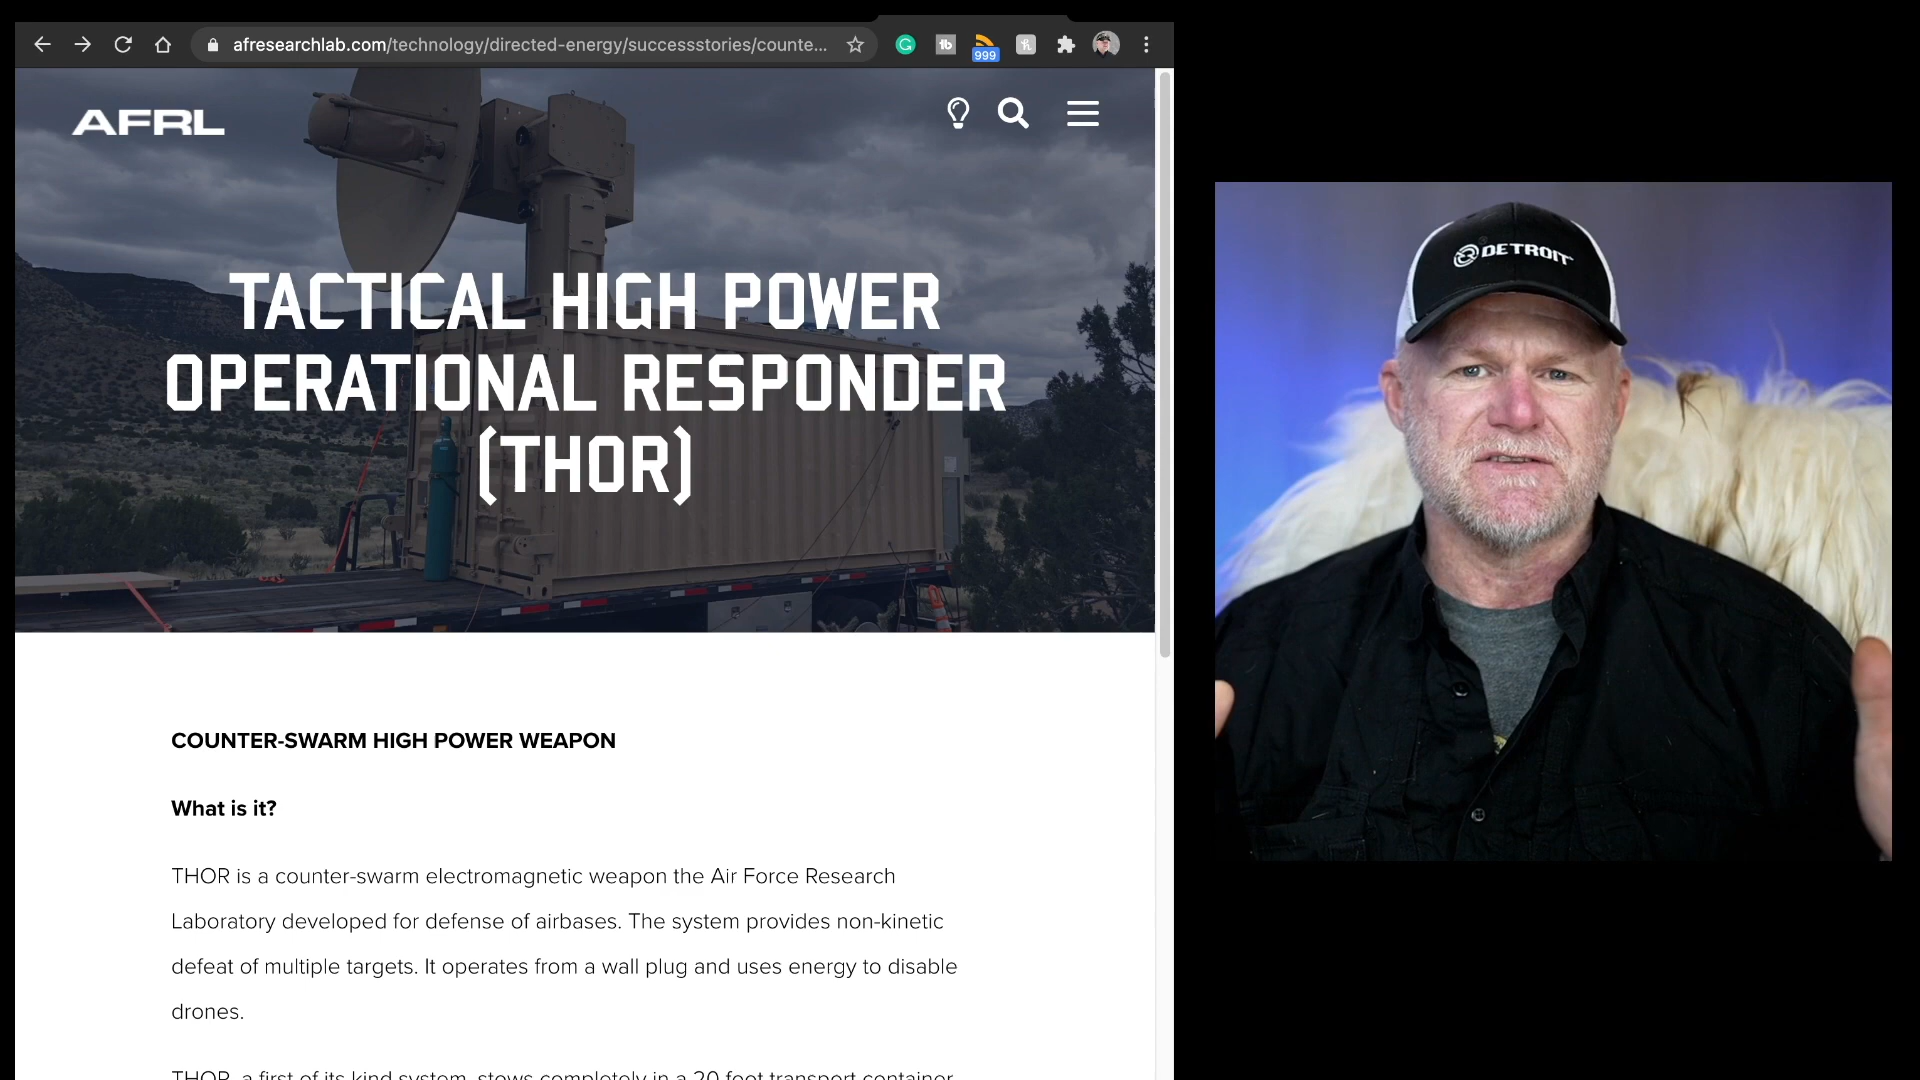 afresearchlab.com/technology/directed-energy/successstories/counte...
999
AFRL
TACTICAL HIGH POWER
OPERATIONAL RESPONDER
(THOR)
DETROIT
COUNTER-SWARM HIGH POWER WEAPON
What is it?
THOR is a counter-swarm electromagnetic weapon the Air Force Research
Laboratory developed for defense of airbases. The system provides non-kinetic
defeat of multiple targets. It operates from a wall plug and uses energy to disable
drones.
THOR, a first of its kind system, stows completely in a 20 foot transport container